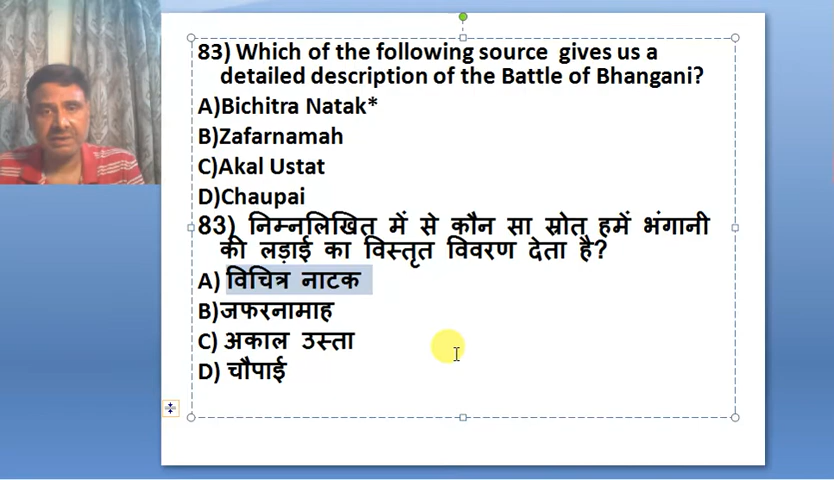 83) Which of the following source gives us a
detailed description of the Battle of Bhangani?
A)Bichitra Natak*
B)Zafarnamah
C)Akal Ustat
D)Chaupai
83) निम्नलिखित में से कौन सा स्रोत हमें भंगानी
की लड़ाई का विस्तृत विवरण देता है?
A) विचित्र नाटक
B)जफरनामाह
C) अकाल उस्ता
D) चौपाई